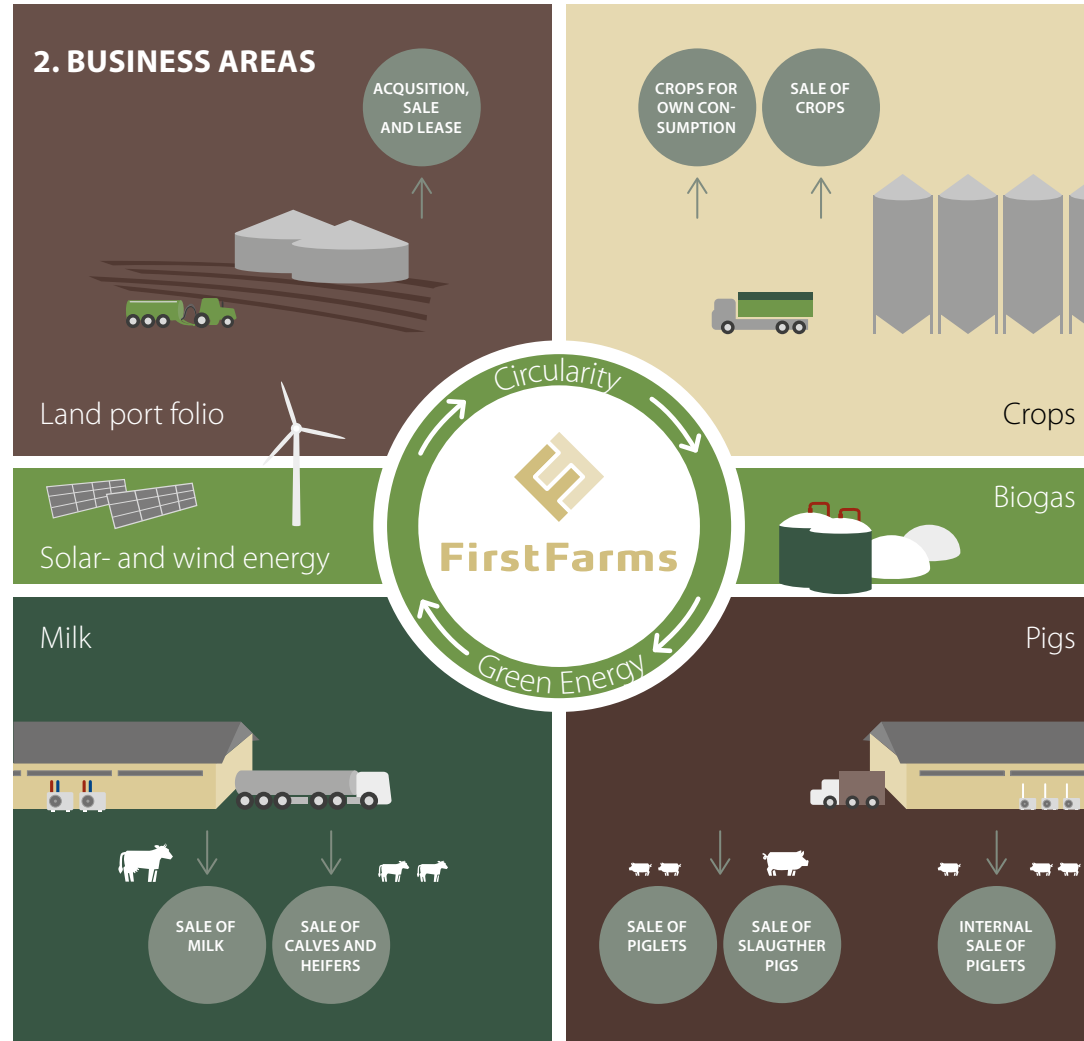 2. BUSINESS AREAS
ACQUSITION,
SALE
AND LEASE
Land port folio
CROPS FOR
OWN CON-
SUMPTION
SALE OF
CROPS
Crops
Circularity
FirstFarms
Green Energy
Solar- and wind energy
Biogas
Milk
SALE OF
MILK
SALE OF
CALVES AND
HEIFERS
Pigs
SALE OF
PIGLETS
SALE OF
SLAUGTHER
PIGS
INTERNAL
SALE OF
PIGLETS